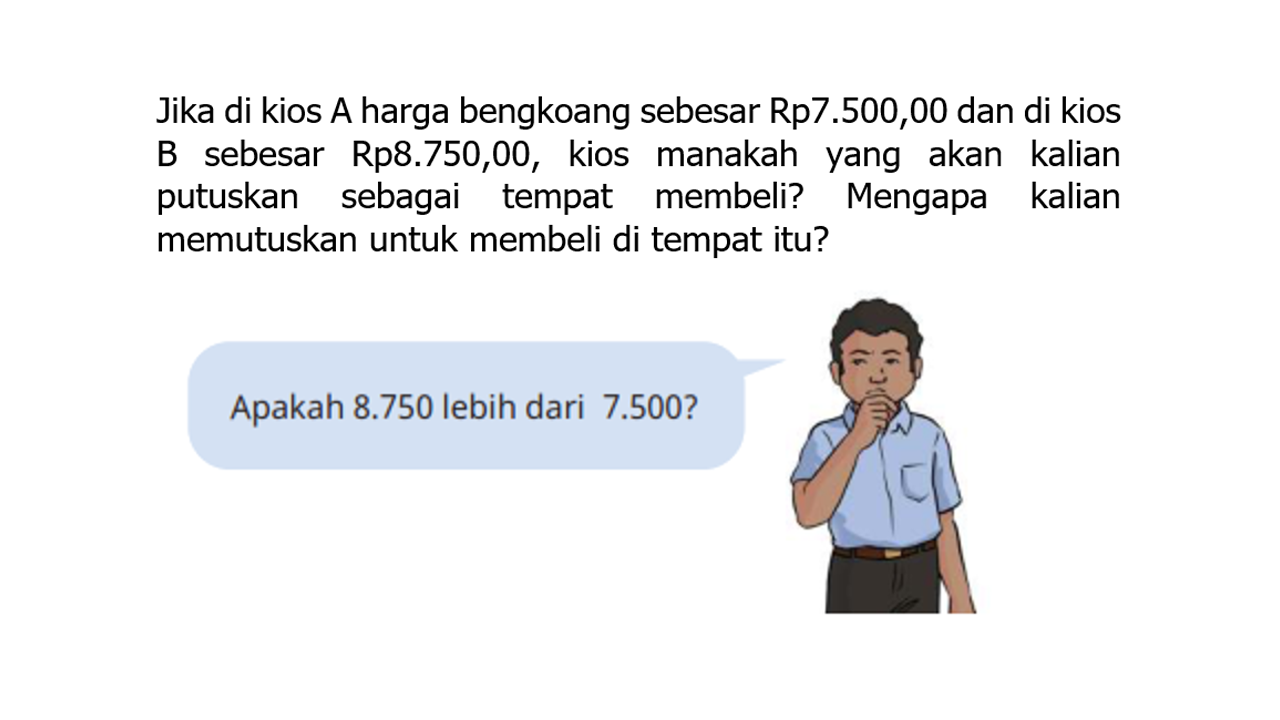 Jika di kios A harga bengkoang sebesar Rp7.500,00 dan di kios
B sebesar Rp8.750,00, kios manakah yang akan kalian
putuskan sebagai tempat membeli? Mengapa kalian
memutuskan untuk membeli di tempat itu?
Apakah 8.750 lebih dari 7.500?